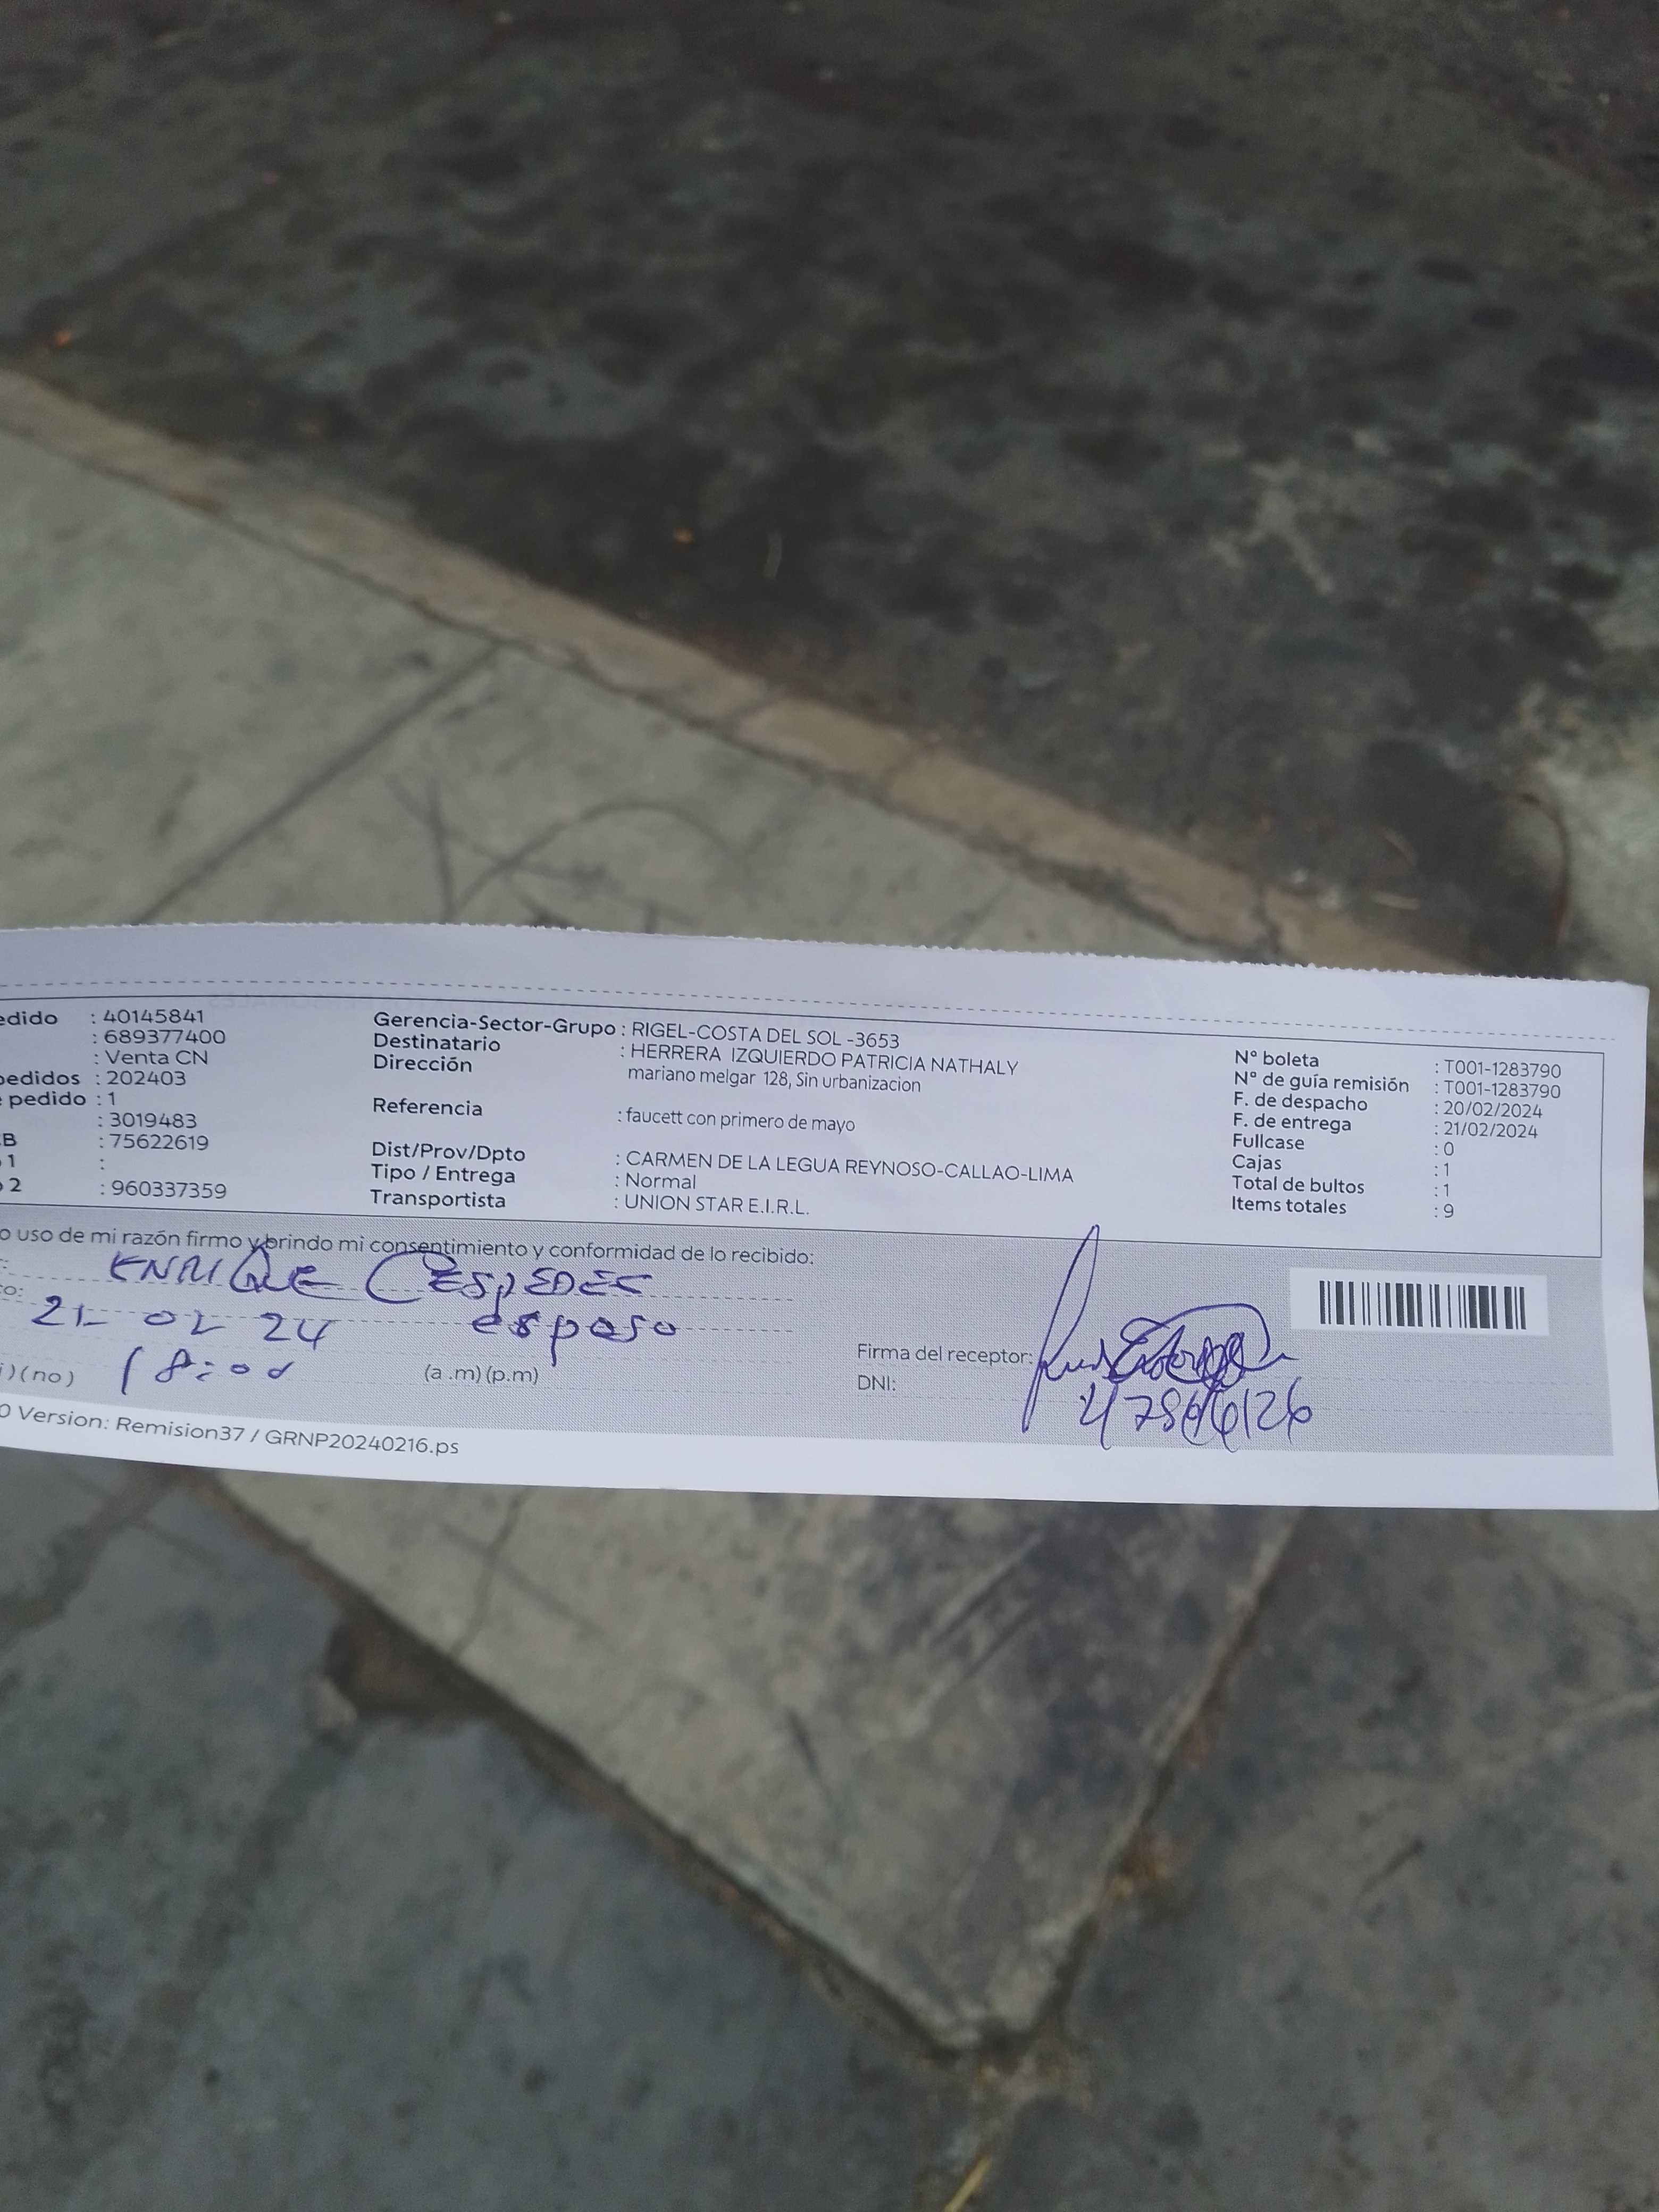 edido : 40145841
: 689377400
: Venta CN
pedidos : 202403
pedido : 1
: 3019483
B : 75622619
1 :
2 : 960337359
Gerencia-Sector-Grupo : RIGEL-COSTA DEL SOL -3653
Destinatario : HERRERA IZQUIERDO PATRICIA NATHALY
Dirección mariano melgar 128, Sin urbanizacion
Referencia : faucett con primero de mayo
Dist/Prov/Dpto : CARMEN DE LA LEGUA REYNOSO-CALLAO-LIMA
Tipo / Entrega : Normal
Transportista : UNION STAR E.I.R.L.
N° boleta : T001-1283790
N° de guía remisión : T001-1283790
F. de despacho : 20/02/2024
F. de entrega : 21/02/2024
Fullcase : 0
Cajas : 1
Total de bultos : 1
Items totales : 9
o uso de mi razón firmo y brindo mi consentimiento y conformidad de lo recibido:
ENRIQUE CESPEDES
co: 21- 02 24 esposo
)(no) 18:00 (a.m)(p.m)
Firma del receptor:
DNI:
0 Version: Remision37 / GRNP20240216.ps